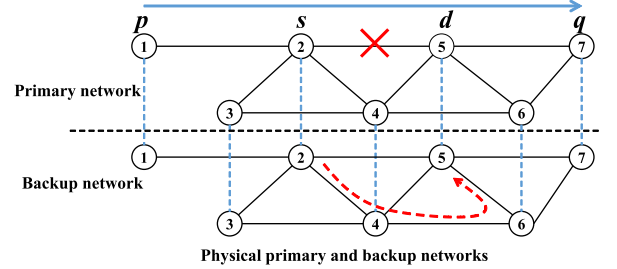 p s d q
1 2 5 7
Primary network
3 4 6
1 2 5 7
Backup network
3 4 6
Physical primary and backup networks